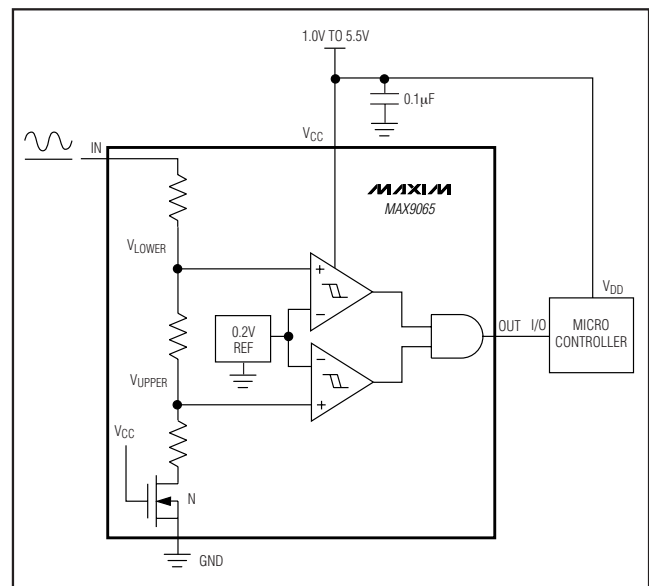 1.0V TO 5.5V
0.1µF
VCC
IN
MAXIM
MAX9065
VLOWER
+
−
VDD
0.2V
REF
OUT
I/O
MICRO
CONTROLLER
−
+
VUPPER
VCC
N
GND